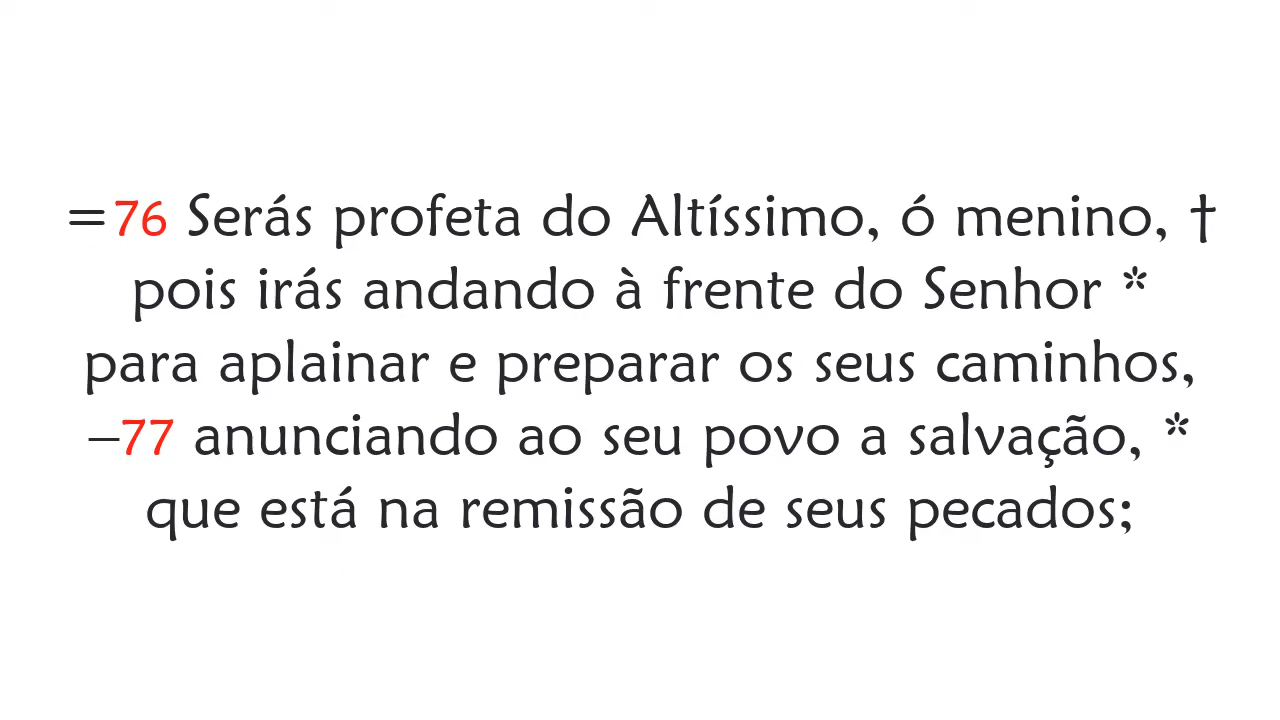 =76 Serás profeta do Altíssimo, ó menino, †
pois irás andando à frente do Senhor *
para aplainar e preparar os seus caminhos,
–77 anunciando ao seu povo a salvação, *
que está na remissão de seus pecados;